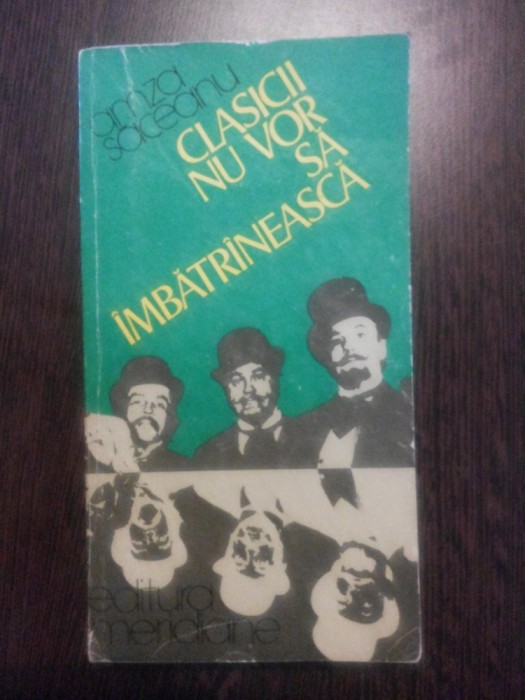 amza
săceanu
CLASICII
NU VOR
SĂ
ÎMBĂTRÎNEASCĂ
editura
meridiane